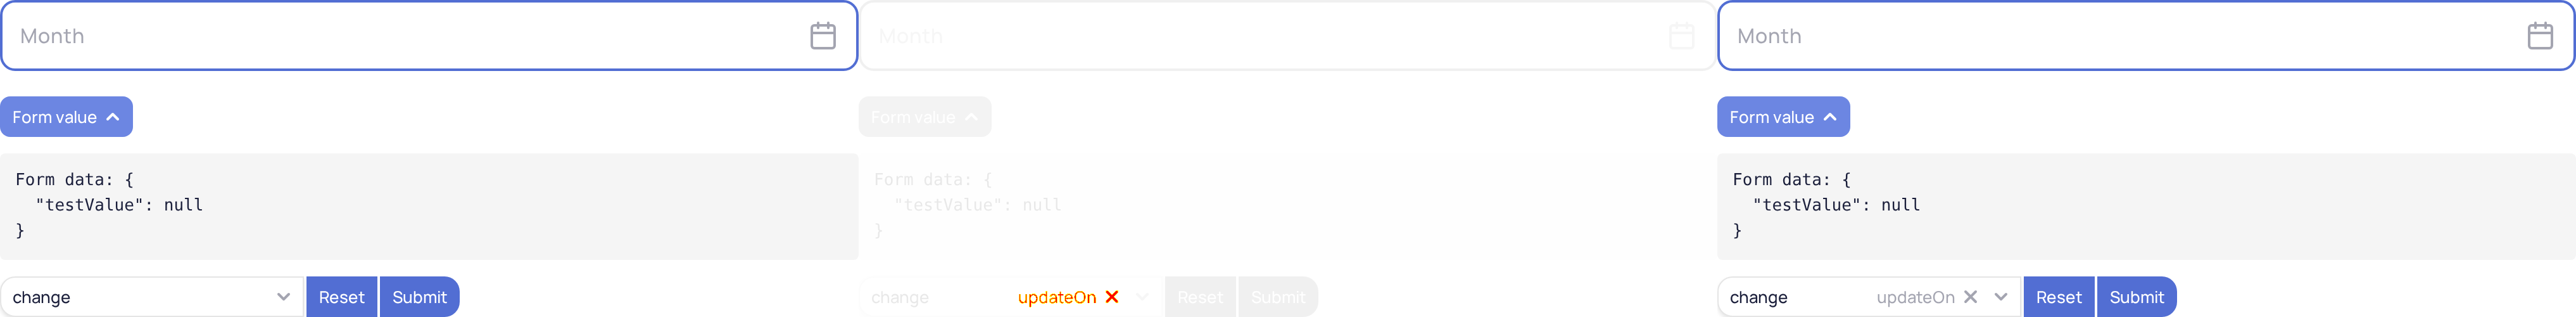 Month
Month
Month
Form value
Form value
Form value
Form data: {
"testValue": null
}
Form data: {
"testValue": null
}
Form data: {
"testValue": null
}
change Reset Submit
change updateOn Reset Submit
change updateOn Reset Submit